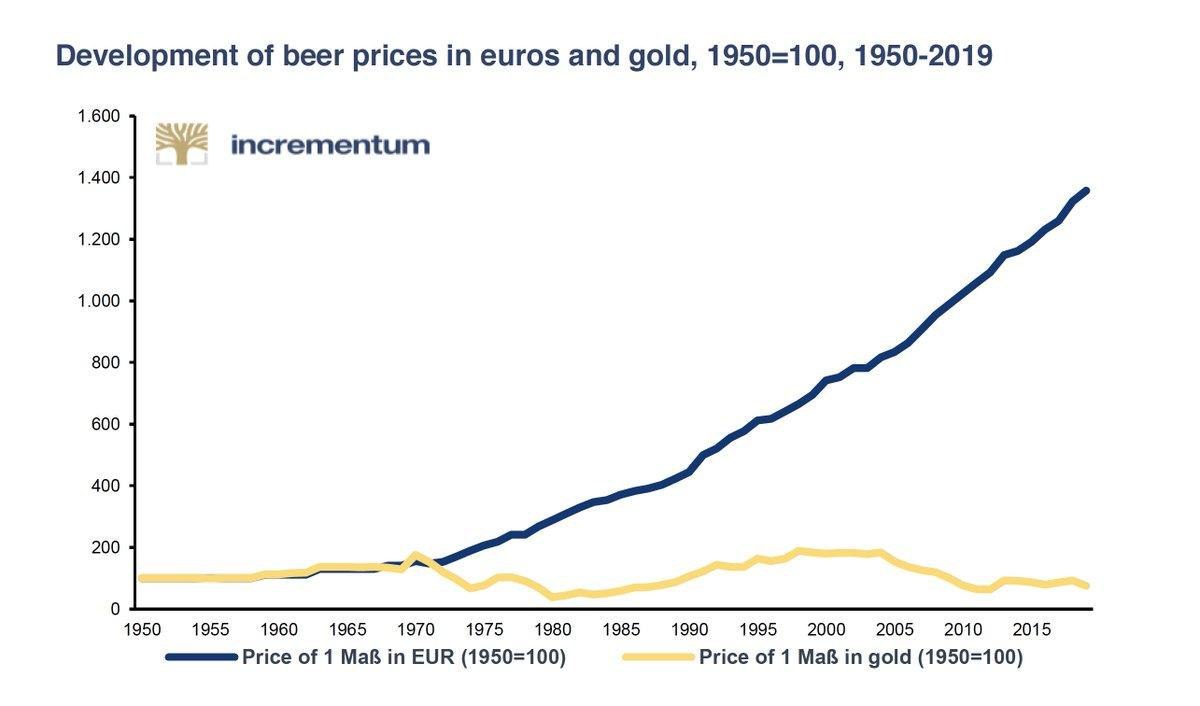 Development of beer prices in euros and gold, 1950=100, 1950-2019
incrementum
1.600
1.400
1.200
1.000
800
600
400
200
0
1950 1955 1960 1965 1970 1975 1980 1985 1990 1995 2000 2005 2010 2015
Price of 1 Maß in EUR (1950=100) Price of 1 Maß in gold (1950=100)